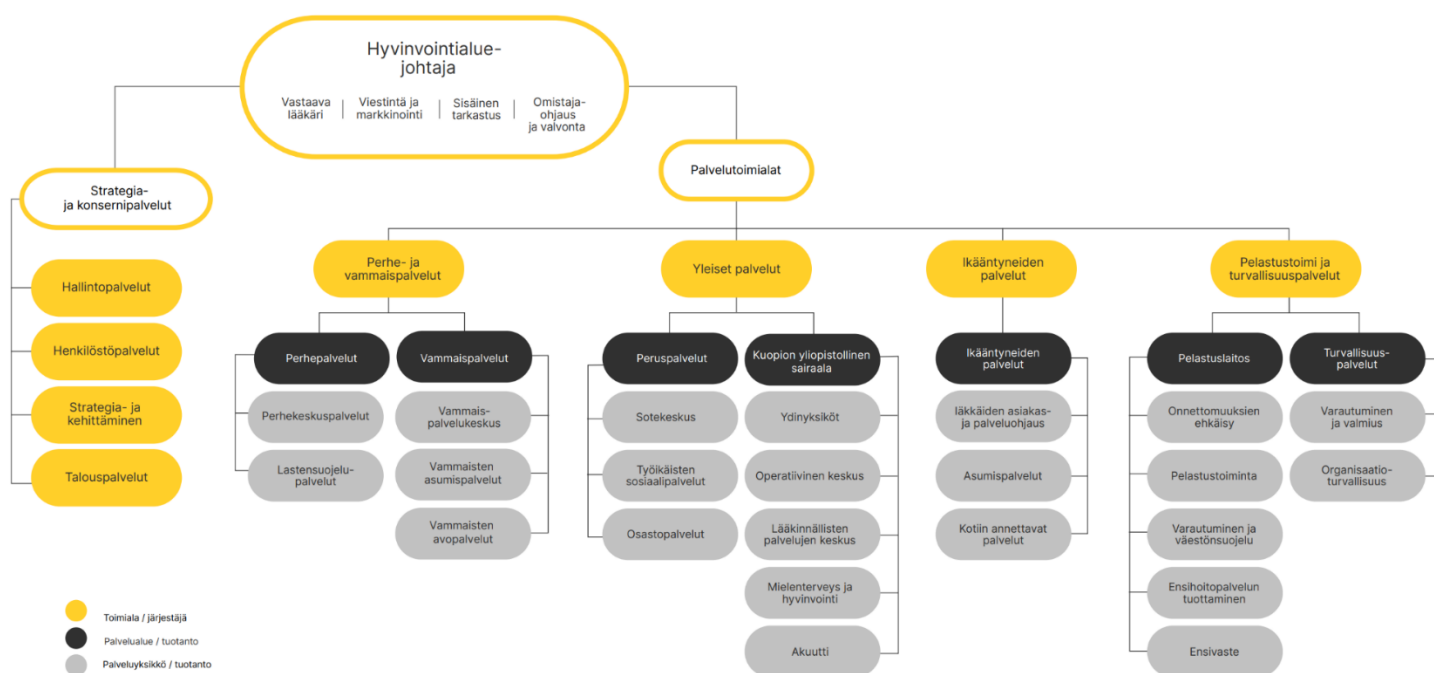 Hyvinvointialue-
johtaja
Vastaava
lääkäri
Viestintä ja
markkinointi
Sisäinen
tarkastus
Omistaja-
ohjaus
ja valvonta
Strategia-
ja konsernipalvelut
Hallintopalvelut
Henkilöstöpalvelut
Strategia- ja
kehittäminen
Talouspalvelut
Palvelutoimialat
Perhe- ja
vammaispalvelut
Perhepalvelut
Perhekeskuspalvelut
Lastensuojelu-
palvelut
Vammaispalvelut
Vammais-
palvelukeskus
Vammaisten
asumispalvelut
Vammaisten
avopalvelut
Yleiset palvelut
Peruspalvelut
Sotekeskus
Työikäisten
sosiaalipalvelut
Osastopalvelut
Kuopion yliopistollinen
sairaala
Ydinyksiköt
Operatiivinen keskus
Lääkinnällisten
palvelujen keskus
Mielenterveys ja
hyvinvointi
Akuutti
Ikääntyneiden
palvelut
Ikääntyneiden
palvelut
Iäkkäiden asiakas-
ja palveluohjaus
Asumispalvelut
Kotiin annettavat
palvelut
Pelastustoimi ja
turvallisuuspalvelut
Pelastuslaitos
Onnettomuuksien
ehkäisy
Pelastustoiminta
Varautuminen ja
väestönsuojelu
Ensihoitopalvelun
tuottaminen
Ensivaste
Turvallisuus-
palvelut
Varautuminen
ja valmius
Organisaatio-
turvallisuus
Toimiala / järjestäjä
Palvelualue / tuotanto
Palveluyksikkö / tuotanto